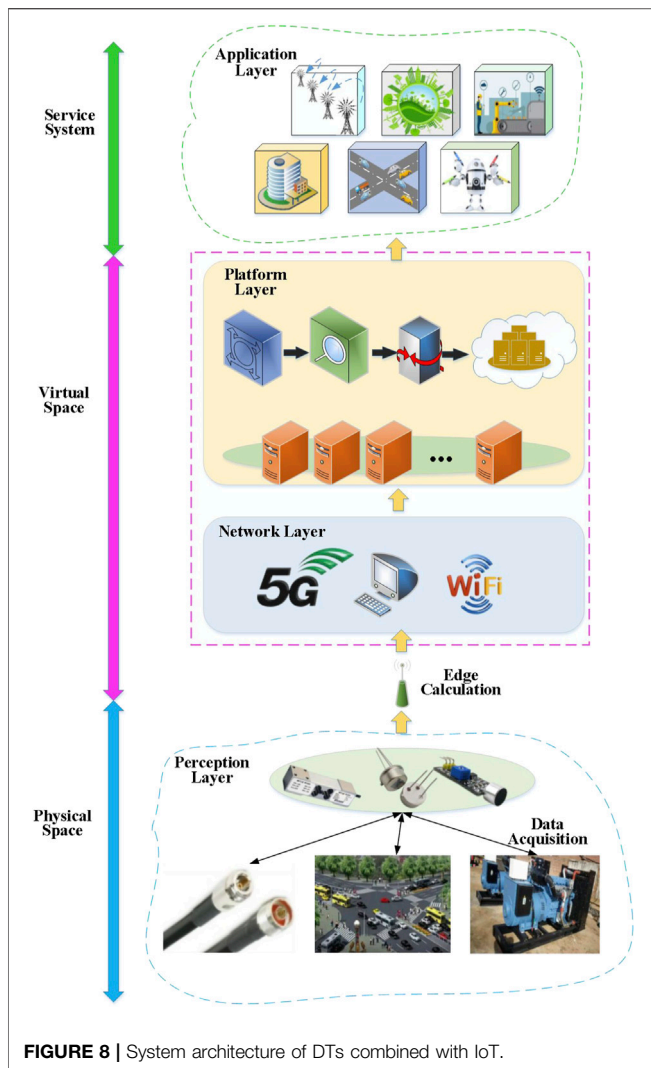 Application
Layer
Service
System
Platform
Layer
Virtual
Space
Network Layer
5G
WiFi
Edge
Calculation
Perception
Layer
Physical
Space
Data
Acquisition
FIGURE 8 | System architecture of DTs combined with IoT.